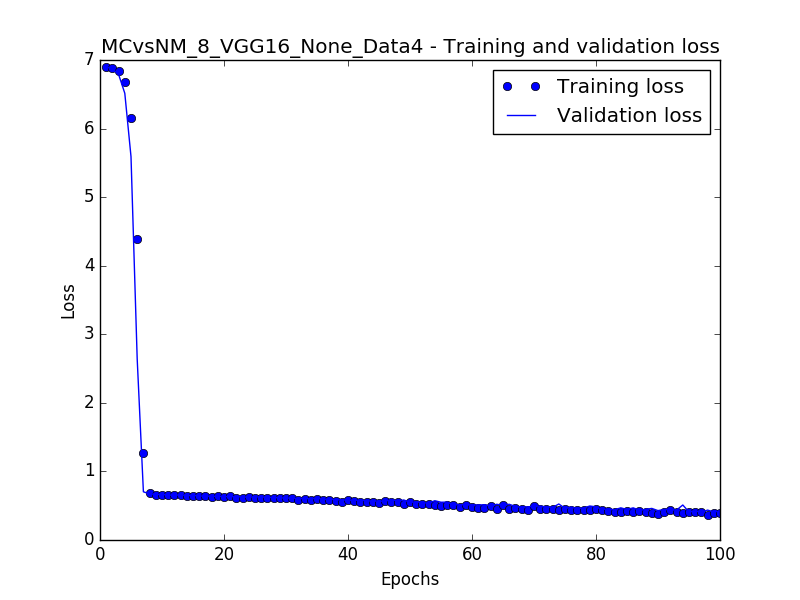 MCvsNM_8_VGG16_None_Data4 - Training and validation loss
Training loss
Validation loss
7
6
5
4
3
2
1
0
Loss
0 20 40 60 80 100
Epochs